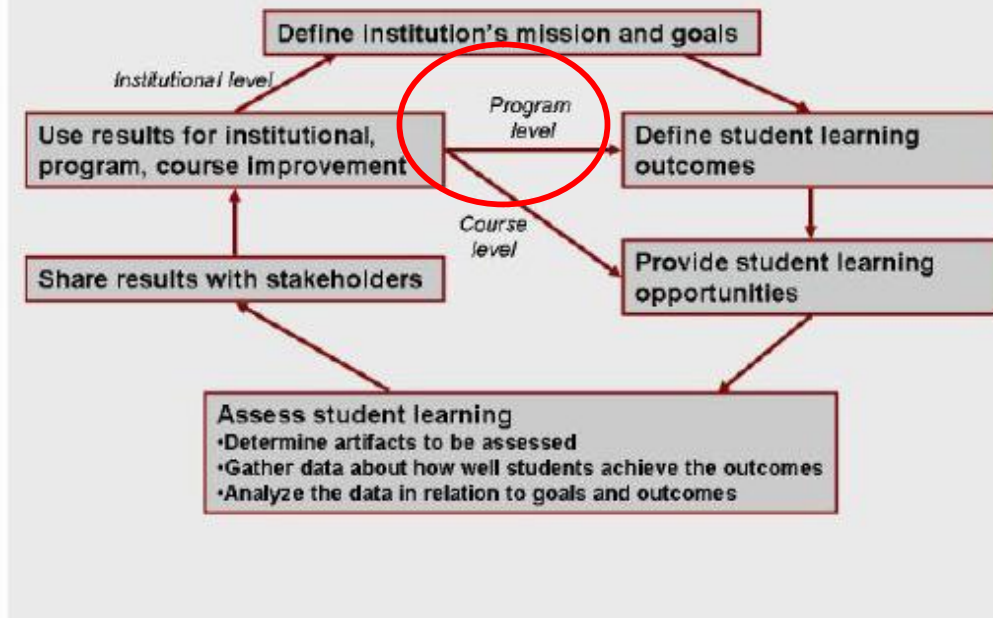 Define institution's mission and goals
Institutional level
Program
level
Use results for institutional,
program, course improvement
Define student learning
outcomes
Course
level
Share results with stakeholders
Provide student learning
opportunities
Assess student learning
•Determine artifacts to be assessed
•Gather data about how well students achieve the outcomes
•Analyze the data in relation to goals and outcomes